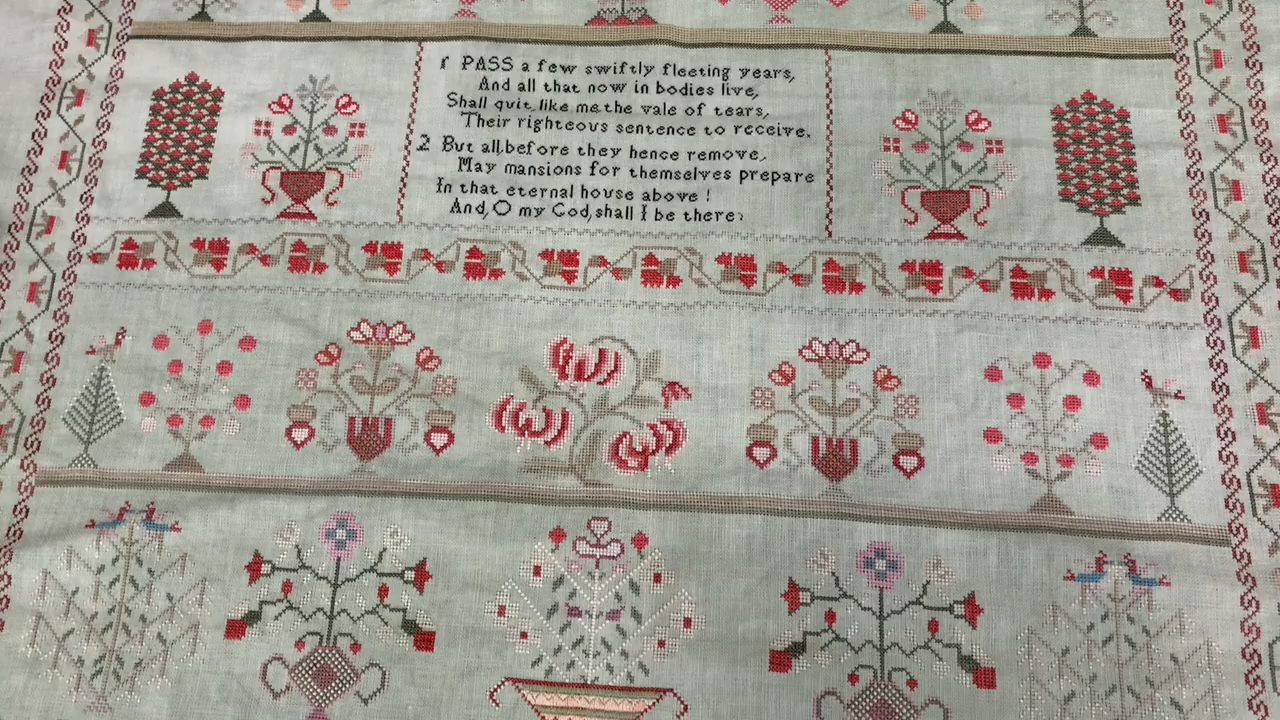 1 PASS a few swiftly fleeting years,
And all that now in bodies live,
Shall quit, like me, the vale of tears,
Their righteous sentence to receive.
2 But all, before they hence remove,
May mansions for themselves prepare
In that eternal house above !
And, O my God, shall I be there?